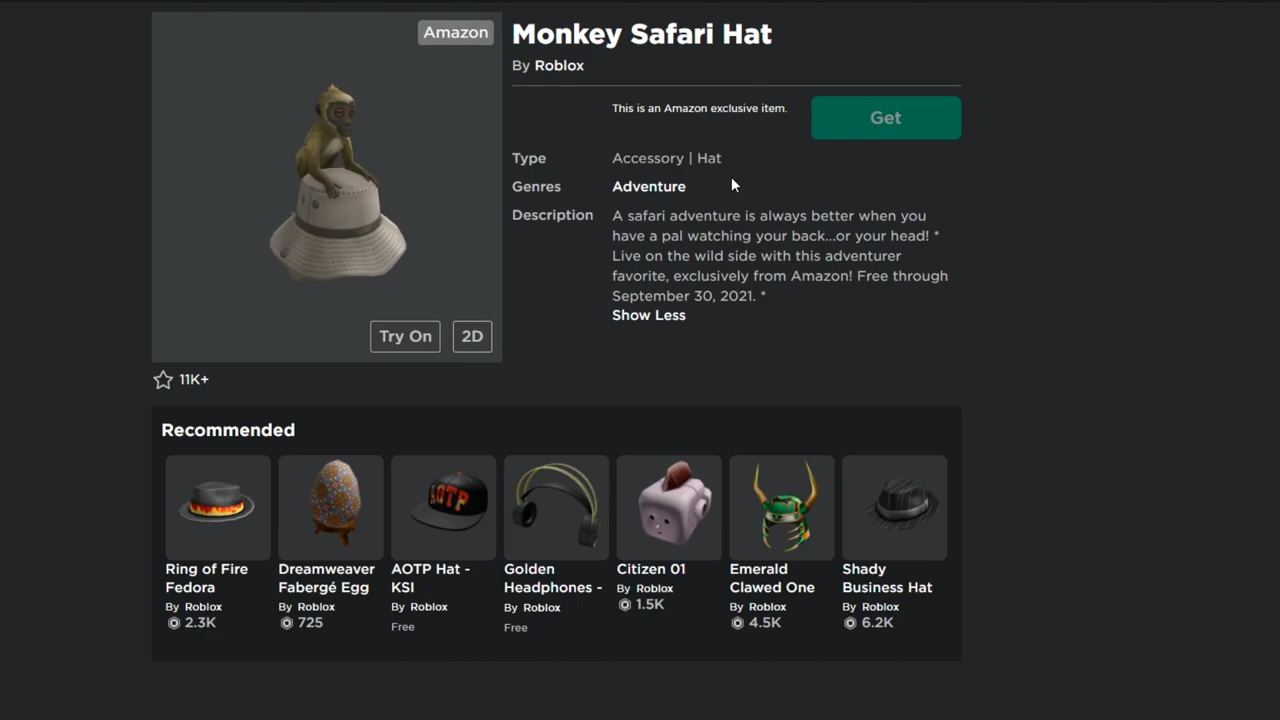 Amazon
Monkey Safari Hat
By Roblox
This is an Amazon exclusive item.
Get
Type
Accessory | Hat
Genres
Adventure
Description
A safari adventure is always better when you
have a pal watching your back...or your head! *
Live on the wild side with this adventurer
favorite, exclusively from Amazon! Free through
September 30, 2021. *
Show Less
Try On
2D
11K+
Recommended
AOTP
Ring of Fire
Fedora
By Roblox
2.3K
Dreamweaver
Fabergé Egg
By Roblox
725
AOTP Hat -
KSI
By Roblox
Free
Golden
Headphones -
By Roblox
Free
Citizen 01
By Roblox
1.5K
Emerald
Clawed One
By Roblox
4.5K
Shady
Business Hat
By Roblox
6.2K